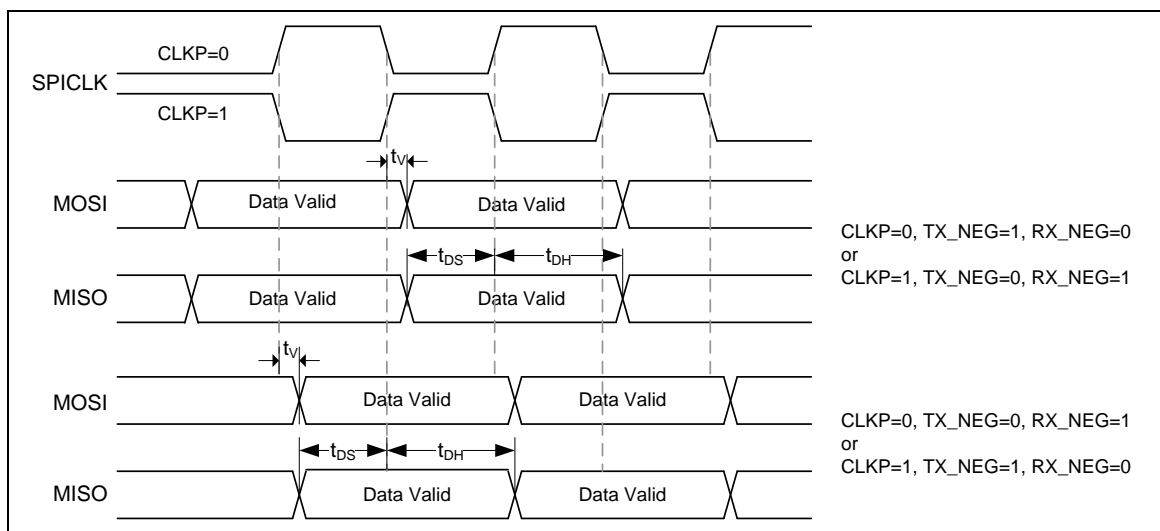 CLKP=0
SPICLK
CLKP=1
tV
MOSI Data Valid Data Valid
CLKP=0, TX_NEG=1, RX_NEG=0
or
CLKP=1, TX_NEG=0, RX_NEG=1
tDS tDH
MISO Data Valid Data Valid
tV
MOSI Data Valid Data Valid
CLKP=0, TX_NEG=0, RX_NEG=1
or
CLKP=1, TX_NEG=1, RX_NEG=0
tDS tDH
MISO Data Valid Data Valid